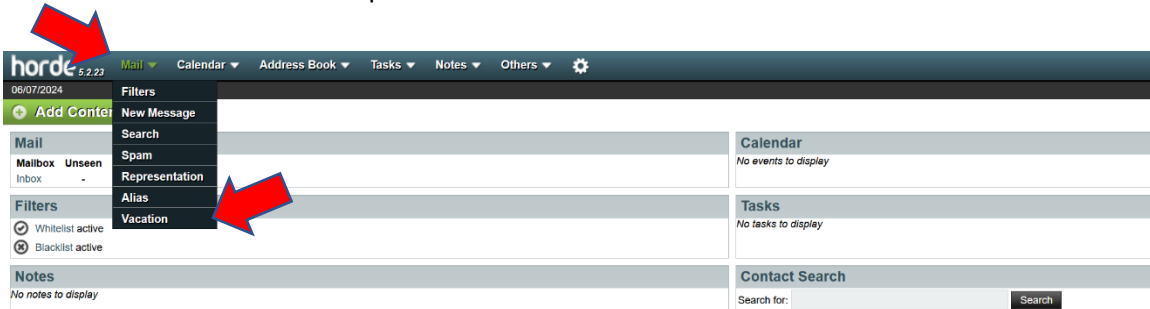 horde 5.2.23 Mail Calendar Address Book Tasks Notes Others
06/07/2024
Filters
Add Conte
New Message
Search
Spam
Representation
Alias
Vacation
Mail
Mailbox Unseen
Inbox -
Filters
Whitelist active
Blacklist active
Notes
No notes to display
Calendar
No events to display
Tasks
No tasks to display
Contact Search
Search for: Search